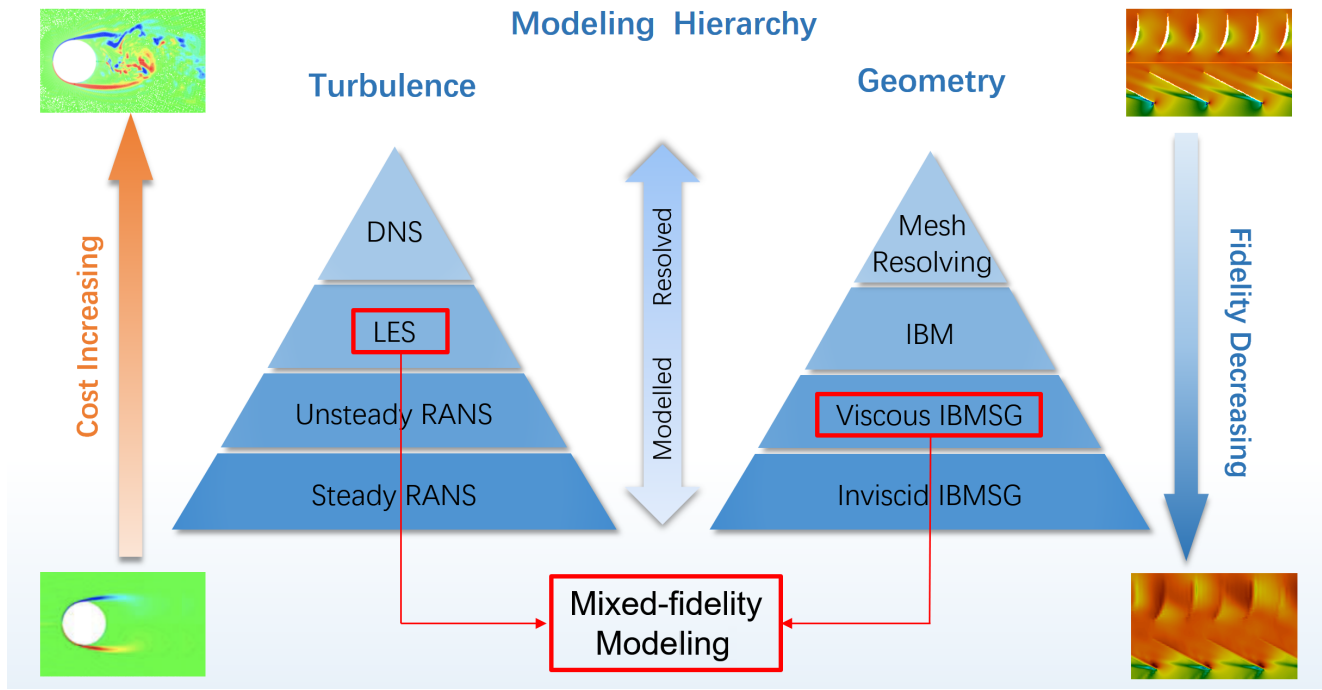 Modeling Hierarchy
Turbulence
Geometry
Cost Increasing
DNS
LES
Unsteady RANS
Steady RANS
Resolved
Modelled
Mesh
Resolving
IBM
Viscous IBMSG
Inviscid IBMSG
Fidelity Decreasing
Mixed-fidelity
Modeling